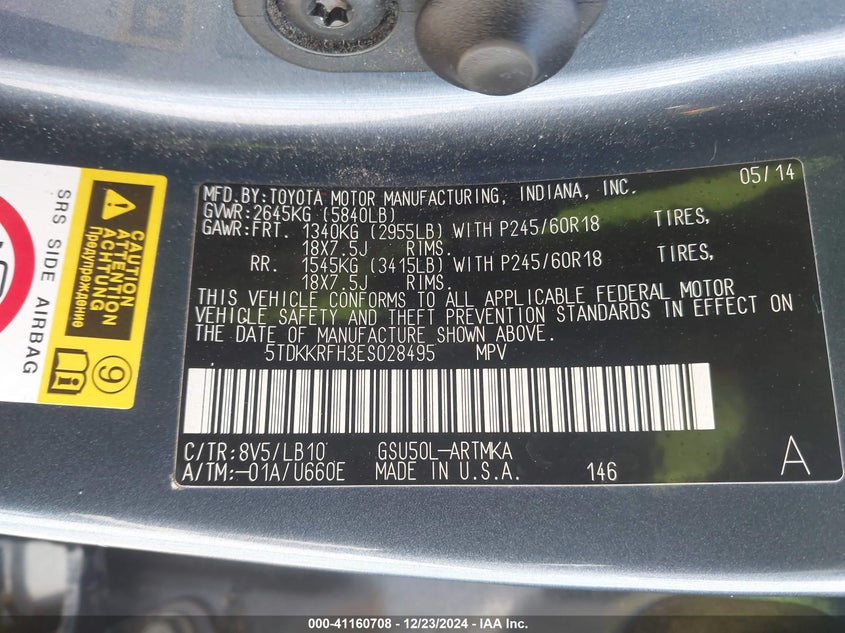 MFD.BY:TOYOTA MOTOR MANUFACTURING, INDIANA, INC. 05/14
GVWR:2645KG (5840LB)
GAWR:FRT. 1340KG (2955LB) WITH P245/60R18 TIRES,
18X7.5J RIMS.
RR. 1545KG (3415LB) WITH P245/60R18 TIRES,
18X7.5J RIMS.
THIS VEHICLE CONFORMS TO ALL APPLICABLE FEDERAL MOTOR
VEHICLE SAFETY AND THEFT PREVENTION STANDARDS IN EFFECT ON
THE DATE OF MANUFACTURE SHOWN ABOVE.
5TDKKRFH3ES028495 MPV
C/TR:8V5/LB10 GSU50L-ARTMKA
A/TM:-01A/U660E MADE IN U.S.A. 146 A
SRS SIDE AIRBAG
CAUTION
ATTENTION
ACHTUNG
Предупреждение
9
000-41160708 - 12/23/2024 - IAA Inc.